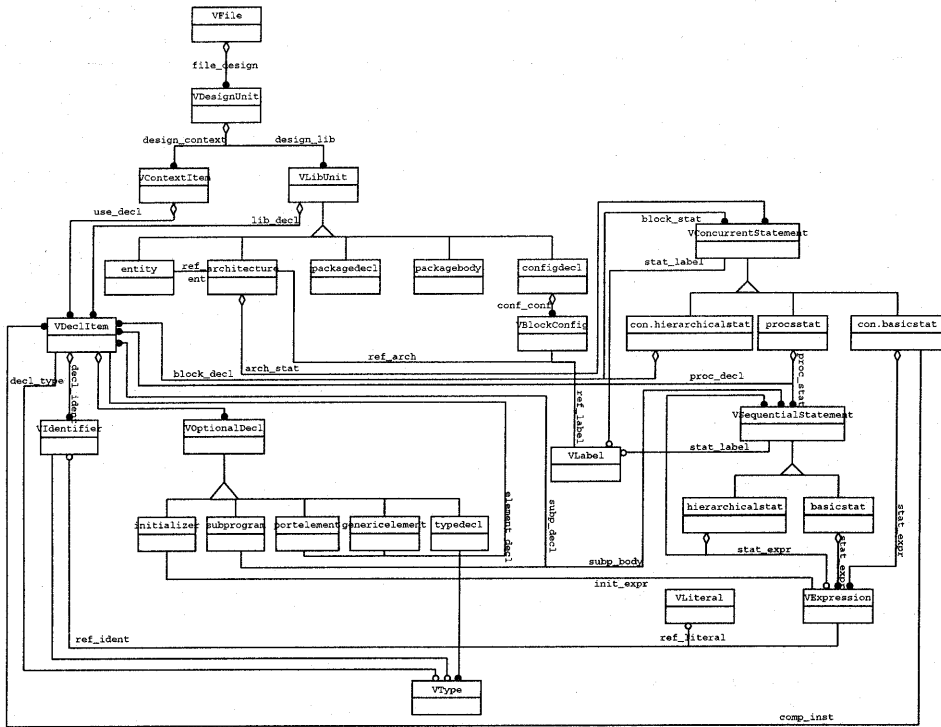 VFile
file_design
VDesignUnit
design_context
design_lib
VContextItem
VLibUnit
use_decl
lib_decl
block_stat
VConcurrentStatement
entity
ref_ent
architecture
packagedecl
packagebody
configdecl
stat_label
conf_conf
VDeclItem
VBlockConfig
con.hierarchicalstat
procsstat
con.basicstat
ref_arch
arch_stat
block_decl
decl_type
decl_ident
proc_decl
proc_stat
VIdentifier
VOptionalDecl
ref_label
VSequentialStatement
VLabel
stat_label
initializer
subprogram
portelement
genericelement
typedecl
element_decl
subp_decl
hierarchicalstat
basicstat
stat_expr
stat_expr
stat_expr
subp_body
init_expr
VLiteral
VExpression
ref_ident
ref_literal
VType
comp_inst